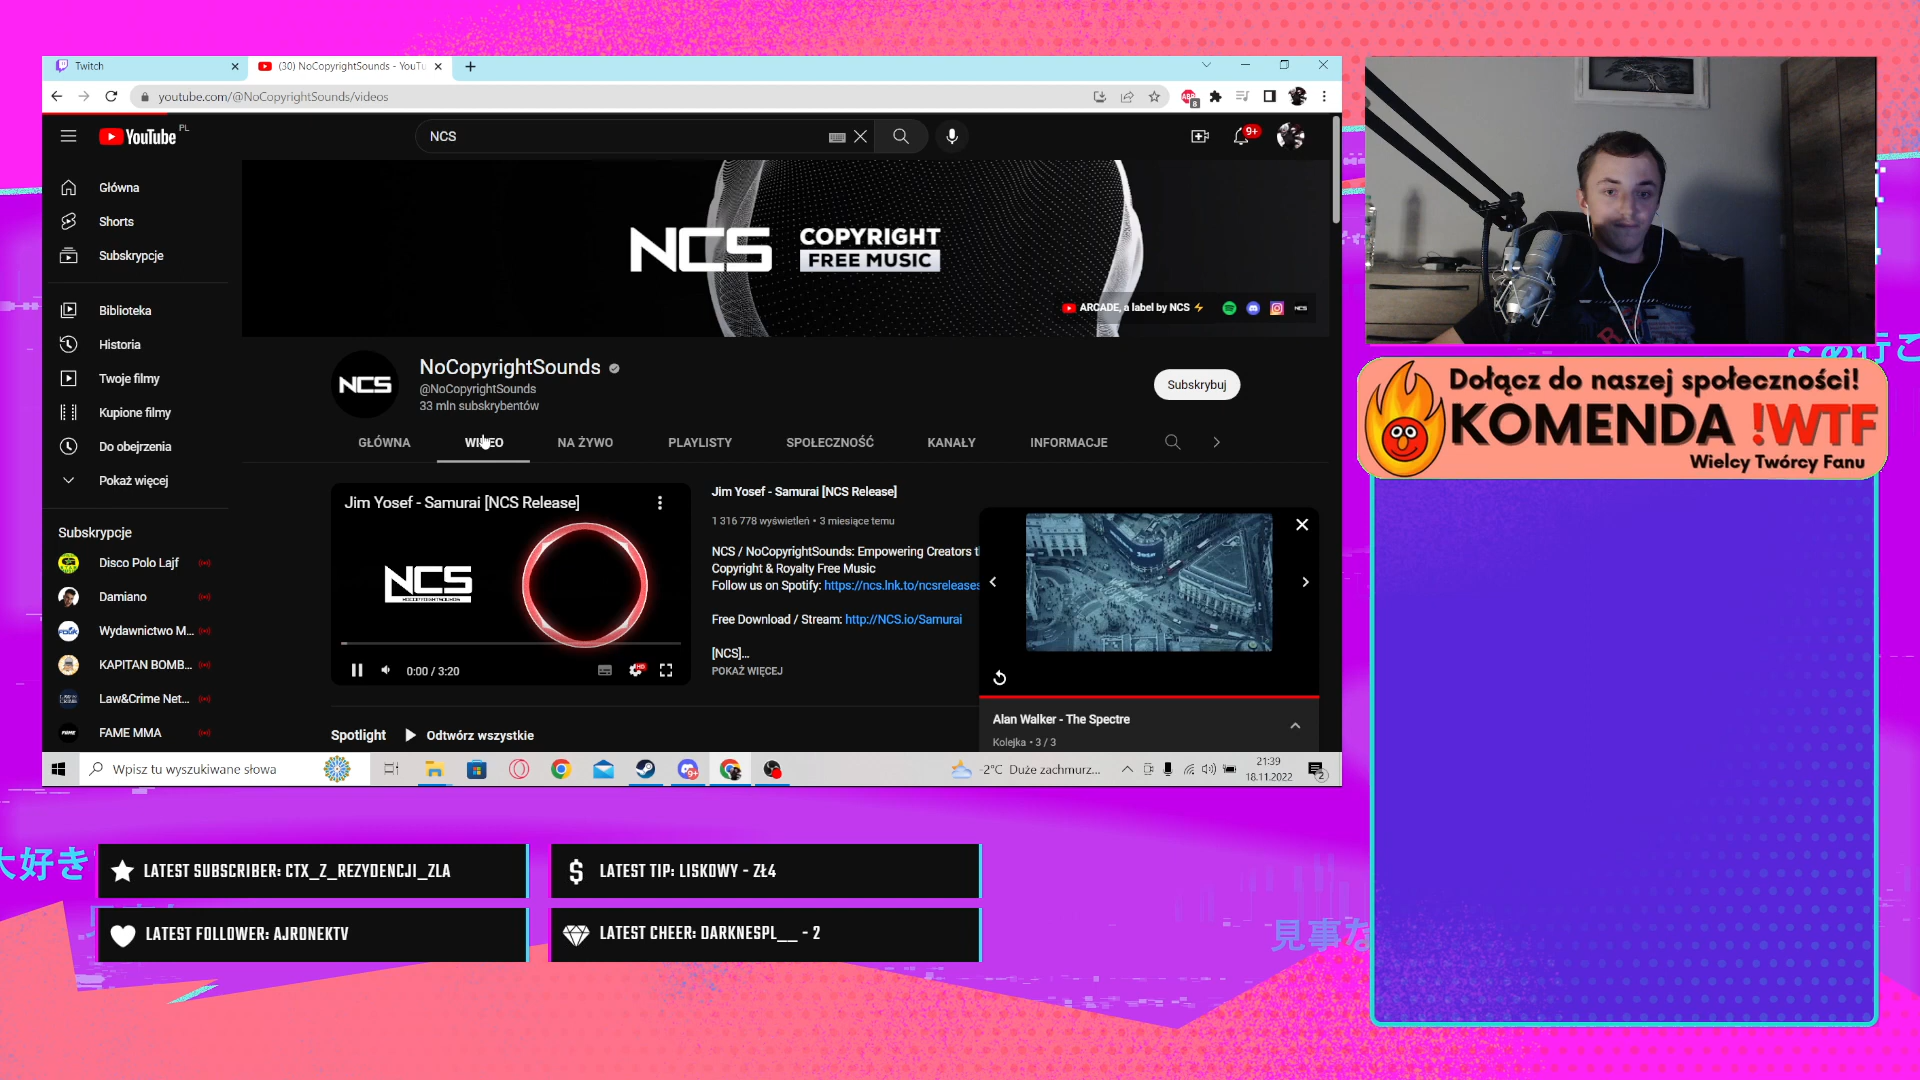 Twitch
(30) NoCopyrightSounds - YouTu
youtube.com/@NoCopyrightSounds/videos
ABP
8
YouTube PL
NCS
9+
Główna
Shorts
Subskrypcje
Biblioteka
Historia
Twoje filmy
Kupione filmy
Do obejrzenia
Pokaż więcej
Subskrypcje
Disco Polo Lajf
Damiano
Wydawnictwo M...
KAPITAN BOMB...
Law&Crime Net...
FAME MMA
NCS COPYRIGHT
FREE MUSIC
ARCADE, a label by NCS
NCS
NoCopyrightSounds
@NoCopyrightSounds
33 mln subskrybentów
Subskrybuj
GŁÓWNA
WIDEO
NA ŻYWO
PLAYLISTY
SPOŁECZNOŚĆ
KANAŁY
INFORMACJE
Jim Yosef - Samurai [NCS Release]
NCS
0:00 / 3:20
HD
Jim Yosef - Samurai [NCS Release]
1 316 778 wyświetleń • 3 miesiące temu
NCS / NoCopyrightSounds: Empowering Creators t
Copyright & Royalty Free Music
Follow us on Spotify: https://ncs.lnk.to/ncsreleases
Free Download / Stream: http://NCS.io/Samurai
[NCS]...
POKAŻ WIĘCEJ
Alan Walker - The Spectre
Kolejka • 3 / 3
Spotlight
Odtwórz wszystkie
Wpisz tu wyszukiwane słowa
9+
-2°C Duże zachmurz...
21:39
18.11.2022
2
Dołącz do naszej społeczności!
KOMENDA !WTF
Wielcy Twórcy Fanu
LATEST SUBSCRIBER: CTX_Z_REZYDENCJI_ZLA
LATEST TIP: LISKOWY - ZŁ4
LATEST FOLLOWER: AJRONEKTV
LATEST CHEER: DARKNESPL__ - 2
大好き
見事な